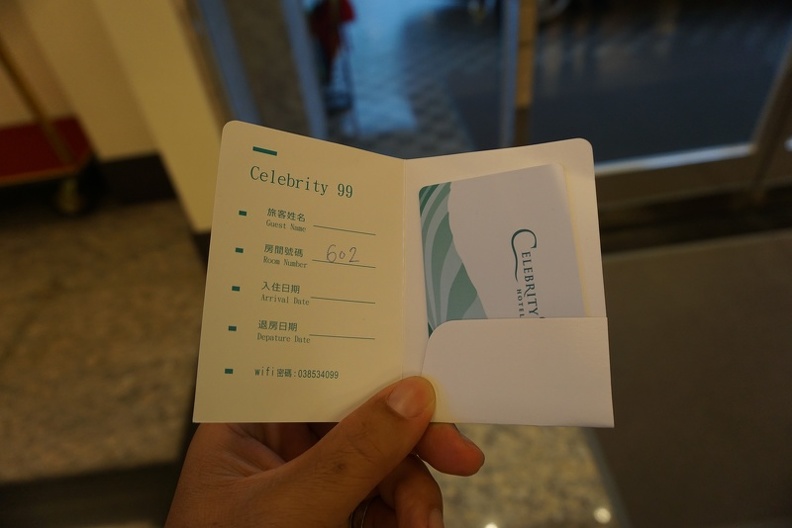 Celebrity 99
旅客姓名
Guest Name
房間號碼 602
Room Number
入住日期
Arrival Date
退房日期
Depature Date
wifi密碼:038534099
CELEBRITY
HOTEL